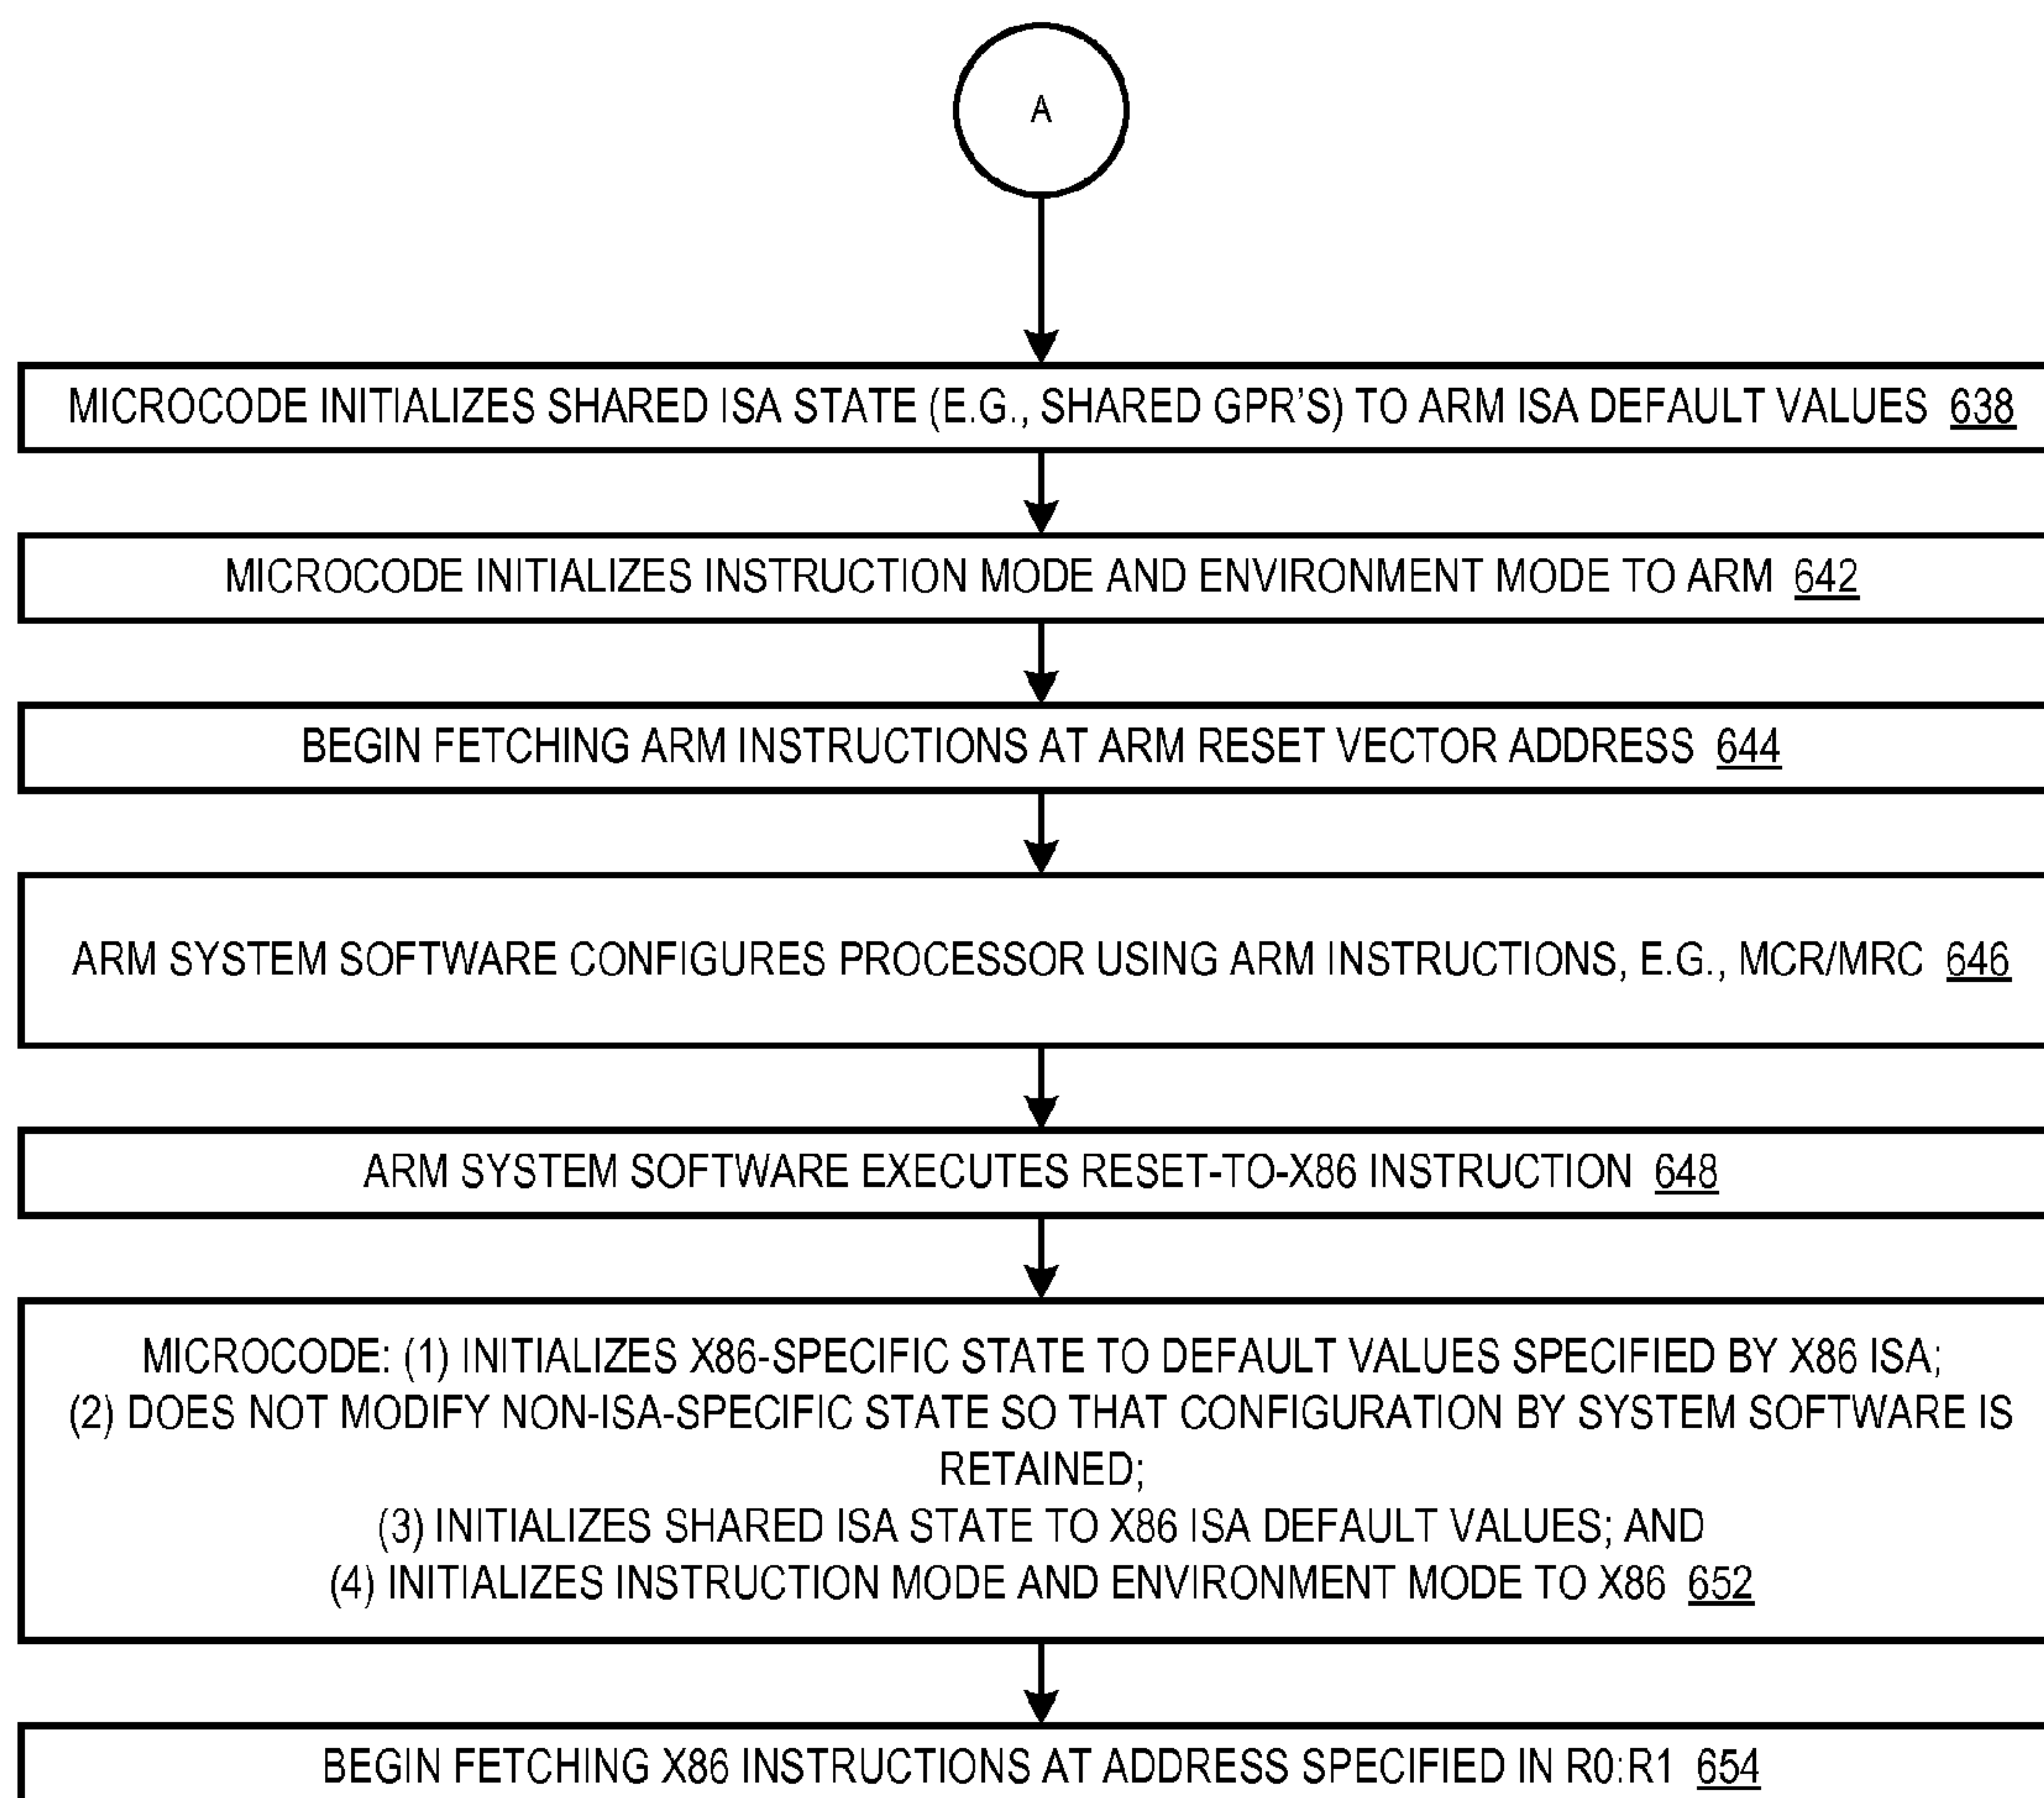 A
MICROCODE INITIALIZES SHARED ISA STATE (E.G., SHARED GPR'S) TO ARM ISA DEFAULT VALUES 638
MICROCODE INITIALIZES INSTRUCTION MODE AND ENVIRONMENT MODE TO ARM 642
BEGIN FETCHING ARM INSTRUCTIONS AT ARM RESET VECTOR ADDRESS 644
ARM SYSTEM SOFTWARE CONFIGURES PROCESSOR USING ARM INSTRUCTIONS, E.G., MCR/MRC 646
ARM SYSTEM SOFTWARE EXECUTES RESET-TO-X86 INSTRUCTION 648
MICROCODE: (1) INITIALIZES X86-SPECIFIC STATE TO DEFAULT VALUES SPECIFIED BY X86 ISA;
(2) DOES NOT MODIFY NON-ISA-SPECIFIC STATE SO THAT CONFIGURATION BY SYSTEM SOFTWARE IS
RETAINED;
(3) INITIALIZES SHARED ISA STATE TO X86 ISA DEFAULT VALUES; AND
(4) INITIALIZES INSTRUCTION MODE AND ENVIRONMENT MODE TO X86 652
BEGIN FETCHING X86 INSTRUCTIONS AT ADDRESS SPECIFIED IN R0:R1 654